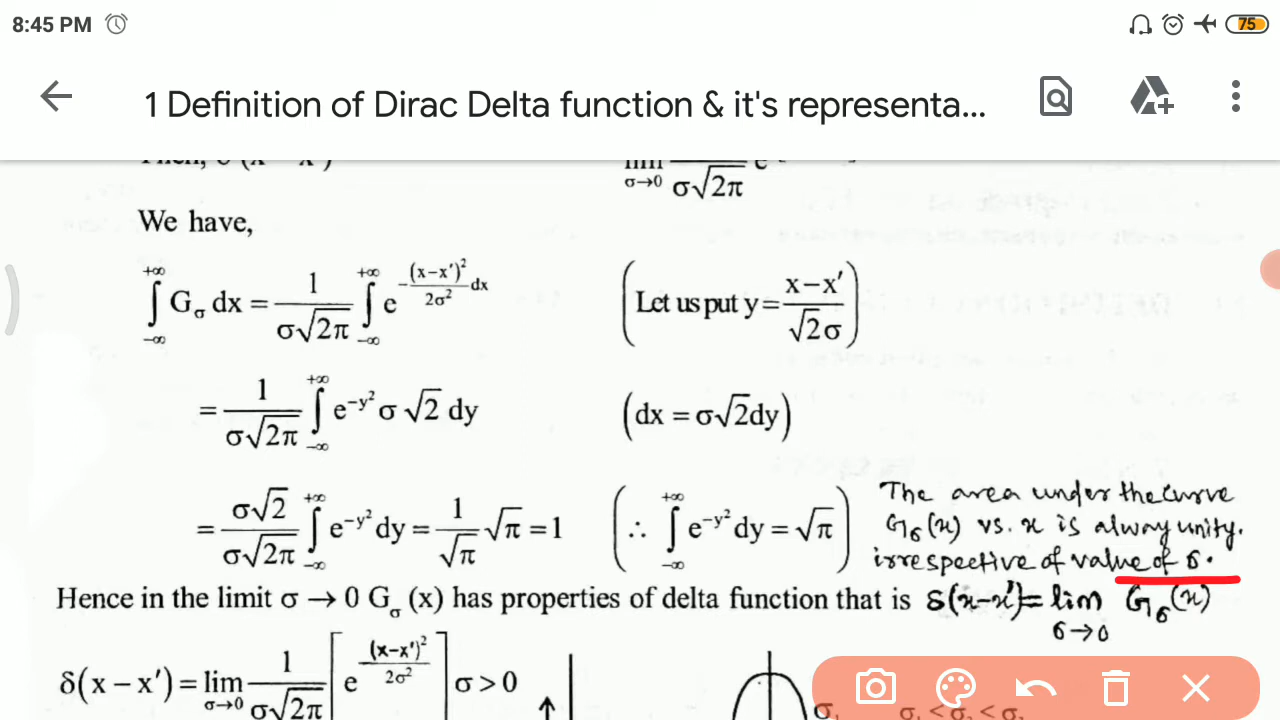 8:45 PM
75
1 Definition of Dirac Delta function & it's representa...
σ→0 σ√2π
We have,
+∞ ∫ −∞ G_σ dx = 1/(σ√2π) +∞ ∫ −∞ e^(−(x−x′)²/2σ²) dx (Let us put y = (x−x′)/(√2σ))
= 1/(σ√2π) +∞ ∫ −∞ e^(−y²) σ √2 dy (dx = σ√2dy)
= σ√2/(σ√2π) +∞ ∫ −∞ e^(−y²) dy = 1/√π √π = 1 (∴ +∞ ∫ −∞ e^(−y²) dy = √π)
The area under the curve
G_σ(x) vs. x is alway unity.
irrespective of value of σ.
Hence in the limit σ → 0 G_σ (x) has properties of delta function that is δ(x-x′)= lim σ→0 G_σ(x)
δ(x − x′) = lim σ→0 1/(σ√2π) [e^((x−x′)²/2σ²)] σ > 0